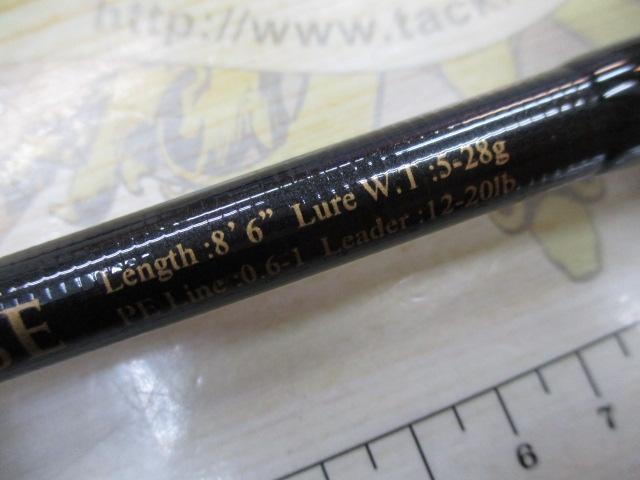 http://www.tack
Length :8' 6" Lure W.T :5-28g
PE Line :0.6-1 Leader :12-20lb
E
6 7